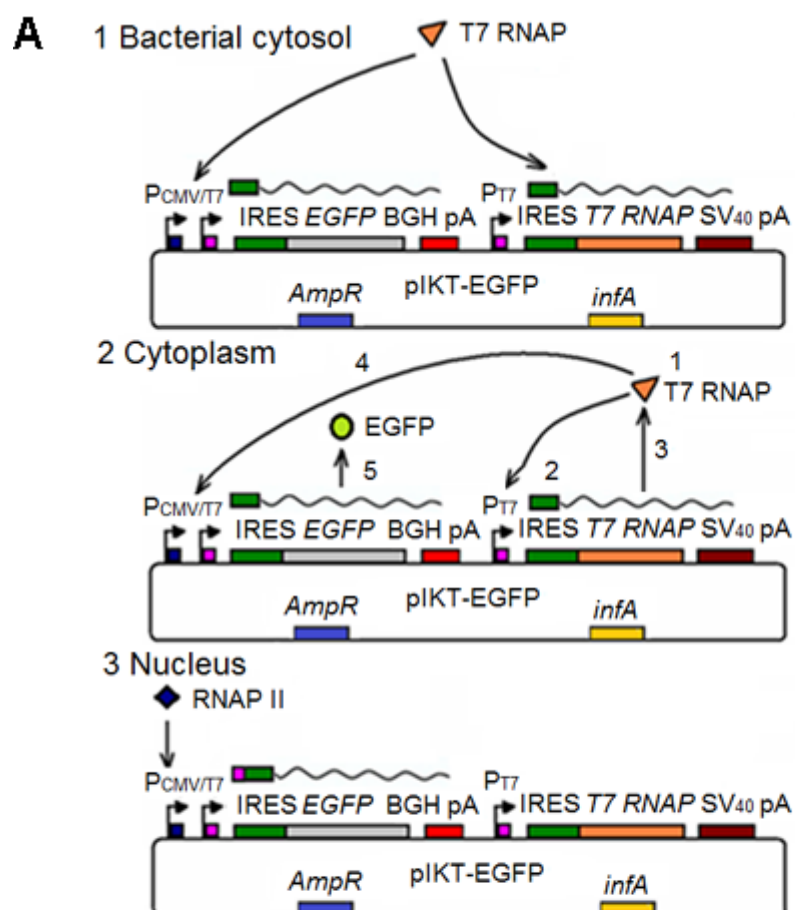 A
1 Bacterial cytosol
T7 RNAP
PCMV/T7
PT7
IRES EGFP BGH pA
IRES T7 RNAP SV40 pA
AmpR
pIKT-EGFP
infA
2 Cytoplasm
4
1
T7 RNAP
EGFP
5
2
3
PCMV/T7
PT7
IRES EGFP BGH pA
IRES T7 RNAP SV40 pA
AmpR
pIKT-EGFP
infA
3 Nucleus
RNAP II
PCMV/T7
PT7
IRES EGFP BGH pA
IRES T7 RNAP SV40 pA
AmpR
pIKT-EGFP
infA